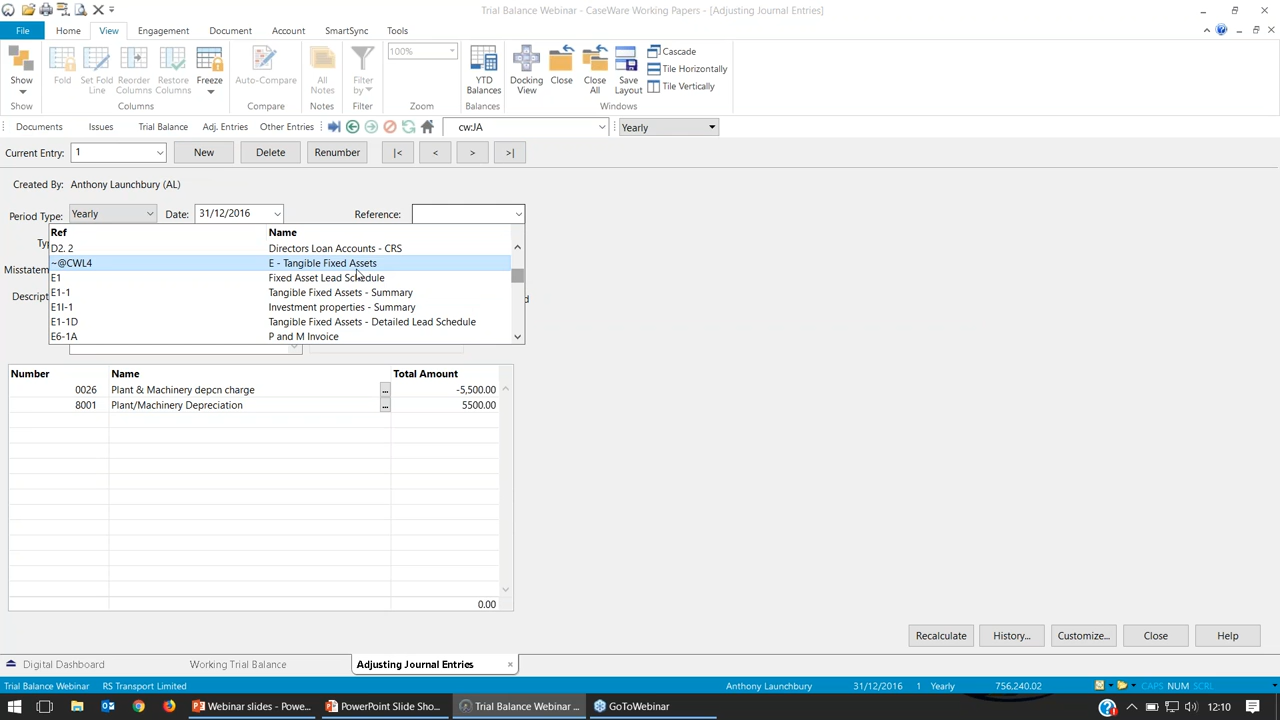 Trial Balance Webinar - CaseWare Working Papers - [Adjusting Journal Entries]
File Home View Engagement Document Account SmartSync Tools
100%
Cascade
Tile Horizontally
Tile Vertically
Show Fold Set Fold Line Reorder Columns Restore Columns Freeze Auto-Compare All Notes Filter by YTD Balances Docking View Close Close All Save Layout
Show Columns Compare Notes Filter Zoom Balances Windows
Documents Issues Trial Balance Adj. Entries Other Entries cw:JA Yearly
Current Entry: 1 New Delete Renumber |< < > >|
Created By: Anthony Launchbury (AL)
Period Type: Yearly Date: 31/12/2016 Reference:
Ref Name
D2. 2 Directors Loan Accounts - CRS
~@CWL4 E - Tangible Fixed Assets
E1 Fixed Asset Lead Schedule
E1-1 Tangible Fixed Assets - Summary
E1I-1 Investment properties - Summary
E1-1D Tangible Fixed Assets - Detailed Lead Schedule
E6-1A P and M Invoice
Ty
Misstatem
Descript
d
Number Name Total Amount
0026 Plant & Machinery depcn charge ... -5,500.00
8001 Plant/Machinery Depreciation ... 5500.00
0.00
Recalculate History... Customize... Close Help
Digital Dashboard Working Trial Balance Adjusting Journal Entries ×
Trial Balance Webinar RS Transport Limited Anthony Launchbury 31/12/2016 1 Yearly 756,240.02 CAPS NUM SCRL
Webinar slides - Powe... PowerPoint Slide Sho... Trial Balance Webinar ... GoToWebinar 12:10